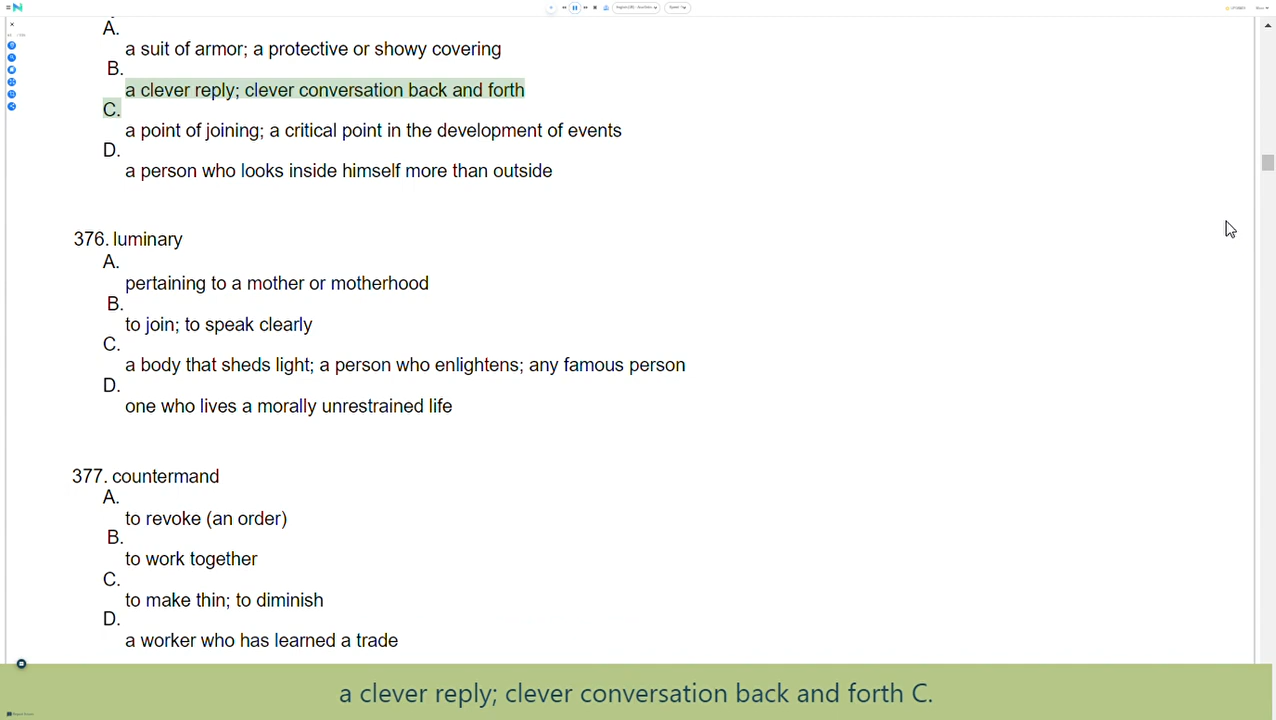 A.
a suit of armor; a protective or showy covering
B.
a clever reply; clever conversation back and forth
C.
a point of joining; a critical point in the development of events
D.
a person who looks inside himself more than outside
376. luminary
A.
pertaining to a mother or motherhood
B.
to join; to speak clearly
C.
a body that sheds light; a person who enlightens; any famous person
D.
one who lives a morally unrestrained life
377. countermand
A.
to revoke (an order)
B.
to work together
C.
to make thin; to diminish
D.
a worker who has learned a trade
a clever reply; clever conversation back and forth C.